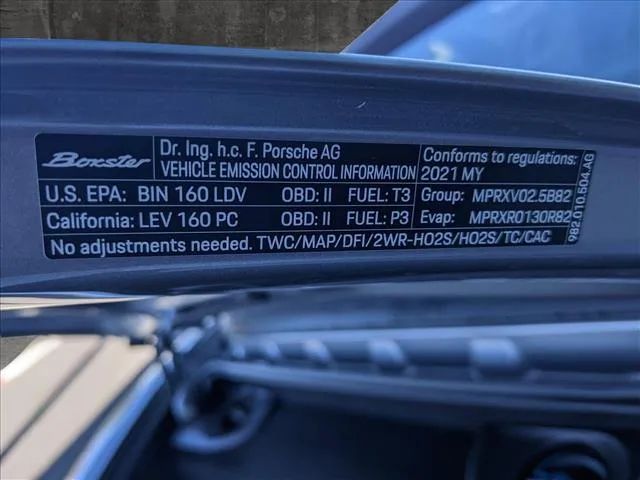 Boxster
Dr. Ing. h.c. F. Porsche AG
VEHICLE EMISSION CONTROL INFORMATION
Conforms to regulations:
2021 MY
U.S. EPA: BIN 160 LDV OBD: II FUEL: T3 Group: MPRXV02.5B82
California: LEV 160 PC OBD: II FUEL: P3 Evap: MPRXR0130R82
No adjustments needed. TWC/MAP/DFI/2WR-HO2S/HO2S/TC/CAC
982.010.504.AG